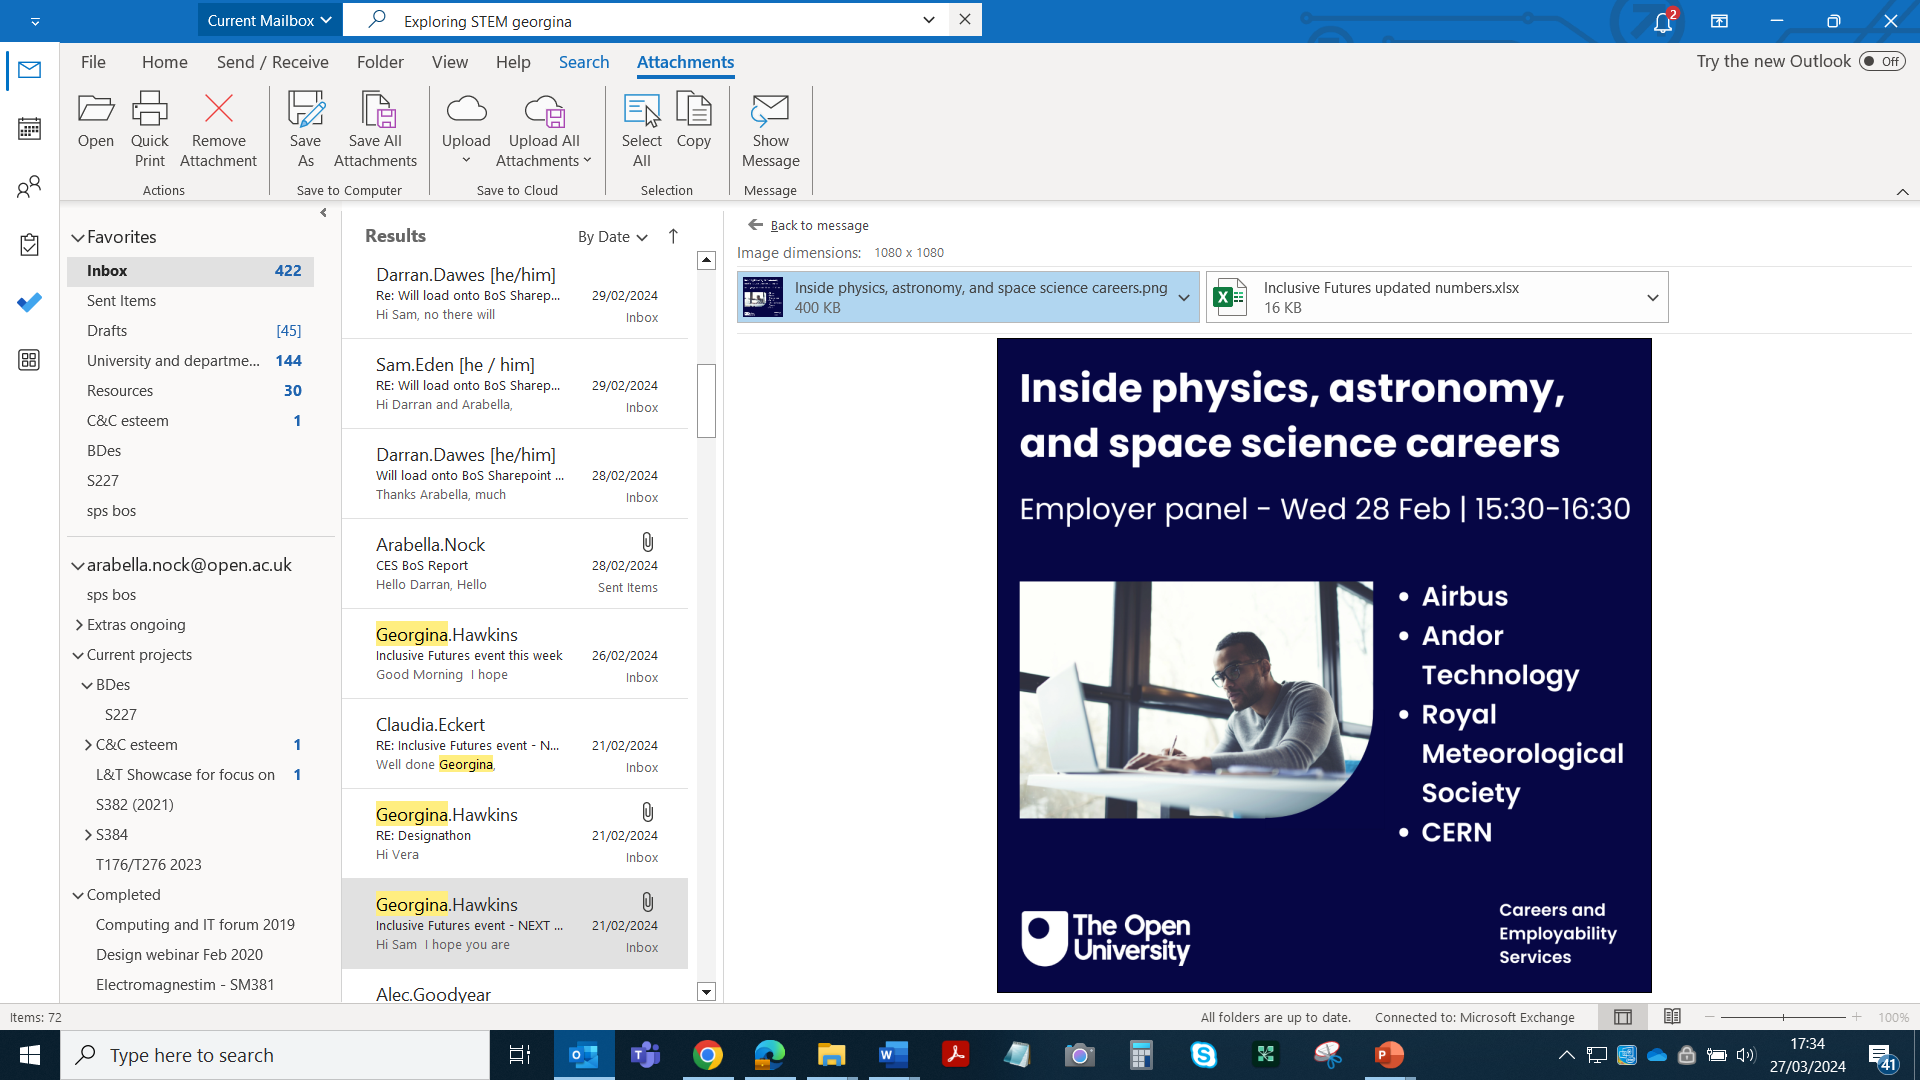 Current Mailbox
Exploring STEM georgina
2
File Home Send / Receive Folder View Help Search Attachments
Try the new Outlook Off
Open
Quick Print
Remove Attachment
Actions
Save As
Save All Attachments
Save to Computer
Upload
Upload All Attachments
Save to Cloud
Select All
Copy
Selection
Show Message
Message
Favorites
Inbox 422
Sent Items
Drafts [45]
University and departme... 144
Resources 30
C&C esteem 1
BDes
S227
sps bos
arabella.nock@open.ac.uk
sps bos
Extras ongoing
Current projects
BDes
S227
C&C esteem 1
L&T Showcase for focus on 1
S382 (2021)
S384
T176/T276 2023
Completed
Computing and IT forum 2019
Design webinar Feb 2020
Electromagnestim - SM381
Results By Date
Darran.Dawes [he/him]
Re: Will load onto BoS Sharep... 29/02/2024
Hi Sam, no there will Inbox
Sam.Eden [he / him]
RE: Will load onto BoS Sharep... 29/02/2024
Hi Darran and Arabella, Inbox
Darran.Dawes [he/him]
Will load onto BoS Sharepoint ... 28/02/2024
Thanks Arabella, much Inbox
Arabella.Nock
CES BoS Report 28/02/2024
Hello Darran, Hello Sent Items
Georgina.Hawkins
Inclusive Futures event this week 26/02/2024
Good Morning I hope Inbox
Claudia.Eckert
RE: Inclusive Futures event - N... 21/02/2024
Well done Georgina, Inbox
Georgina.Hawkins
RE: Designathon 21/02/2024
Hi Vera Inbox
Georgina.Hawkins
Inclusive Futures event - NEXT ... 21/02/2024
Hi Sam I hope you are Inbox
Alec.Goodyear
Back to message
Image dimensions: 1080 x 1080
Inside physics, astronomy, and space science careers.png
400 KB
Inclusive Futures updated numbers.xlsx
16 KB
Inside physics, astronomy,
and space science careers
Employer panel - Wed 28 Feb | 15:30-16:30
• Airbus
• Andor
Technology
• Royal
Meteorological
Society
• CERN
The Open
University
Careers and
Employability
Services
Items: 72
All folders are up to date. Connected to: Microsoft Exchange 100%
Type here to search
17:34
27/03/2024
41